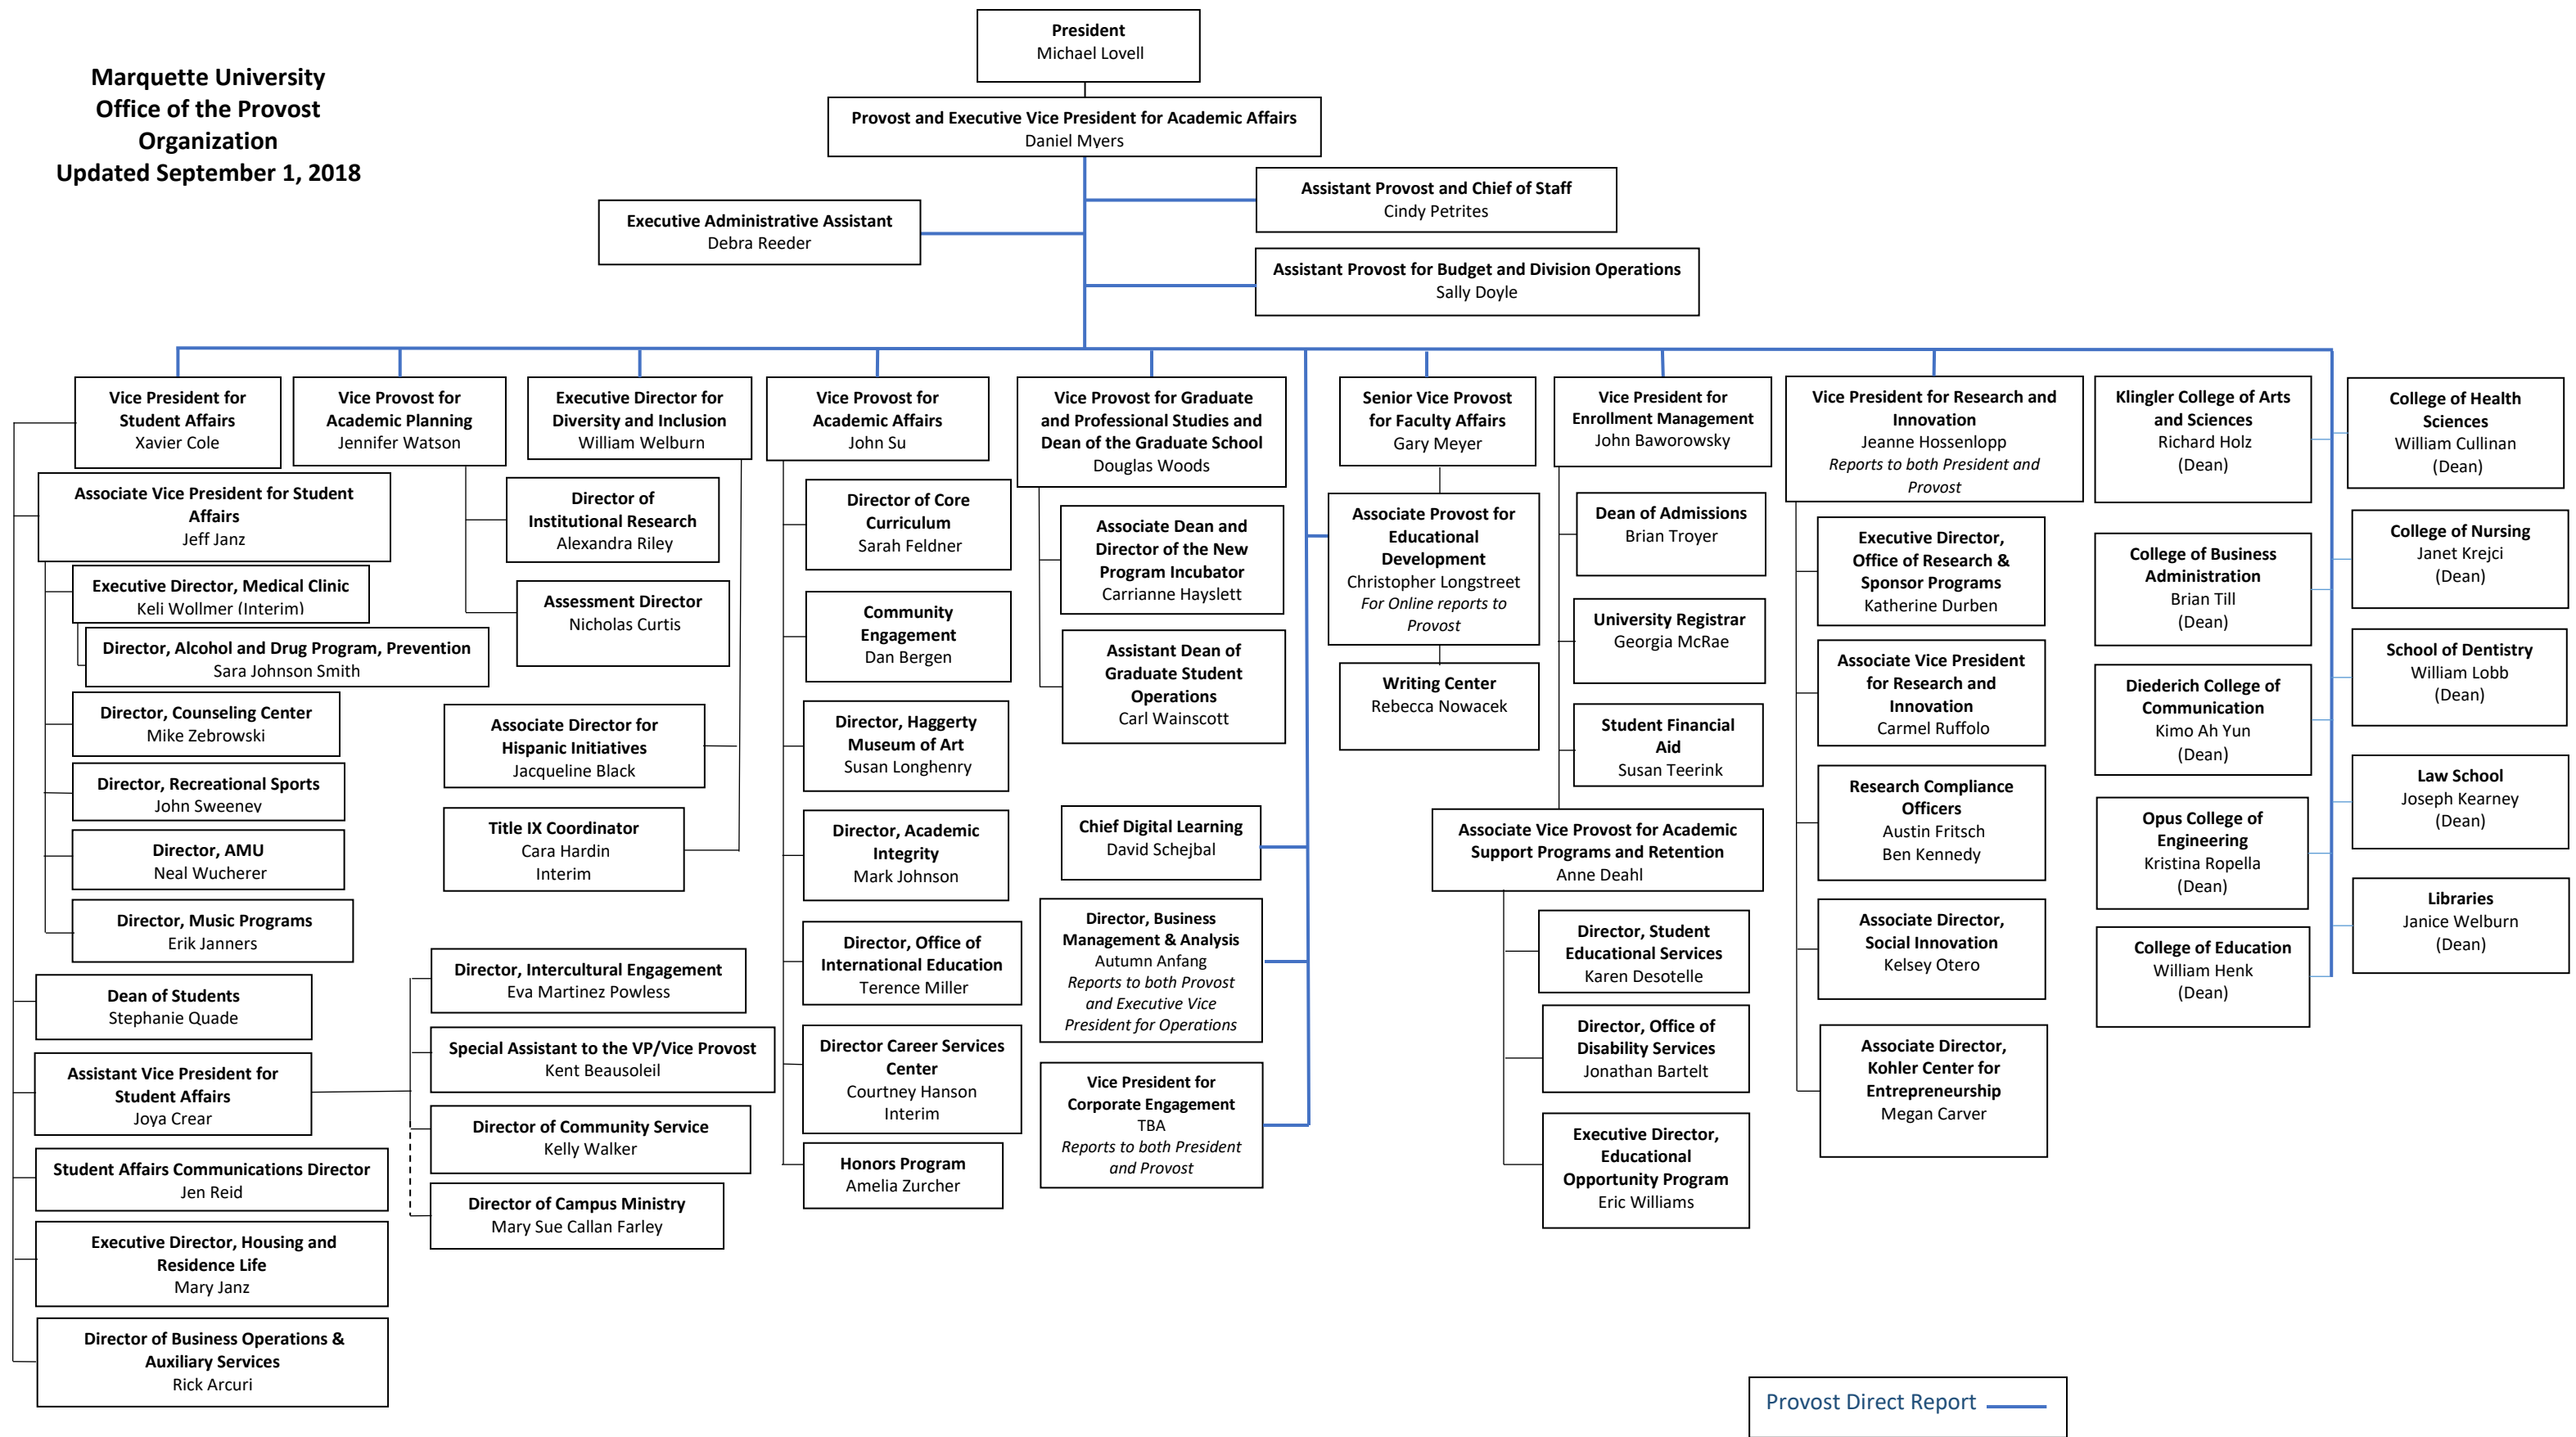 Marquette University
Office of the Provost
Organization
Updated September 1, 2018
President
Michael Lovell
Provost and Executive Vice President for Academic Affairs
Daniel Myers
Assistant Provost and Chief of Staff
Cindy Petrites
Executive Administrative Assistant
Debra Reeder
Assistant Provost for Budget and Division Operations
Sally Doyle
Vice President for
Student Affairs
Xavier Cole
Associate Vice President for Student
Affairs
Jeff Janz
Executive Director, Medical Clinic
Keli Wollmer (Interim)
Director, Alcohol and Drug Program, Prevention
Sara Johnson Smith
Director, Counseling Center
Mike Zebrowski
Director, Recreational Sports
John Sweeney
Director, AMU
Neal Wucherer
Director, Music Programs
Erik Janners
Dean of Students
Stephanie Quade
Assistant Vice President for
Student Affairs
Joya Crear
Student Affairs Communications Director
Jen Reid
Executive Director, Housing and
Residence Life
Mary Janz
Director of Business Operations &
Auxiliary Services
Rick Arcuri
Director, Intercultural Engagement
Eva Martinez Powless
Special Assistant to the VP/Vice Provost
Kent Beausoleil
Director of Community Service
Kelly Walker
Director of Campus Ministry
Mary Sue Callan Farley
Vice Provost for
Academic Planning
Jennifer Watson
Director of
Institutional Research
Alexandra Riley
Assessment Director
Nicholas Curtis
Executive Director for
Diversity and Inclusion
William Welburn
Associate Director for
Hispanic Initiatives
Jacqueline Black
Title IX Coordinator
Cara Hardin
Interim
Vice Provost for
Academic Affairs
John Su
Director of Core
Curriculum
Sarah Feldner
Community
Engagement
Dan Bergen
Director, Haggerty
Museum of Art
Susan Longhenry
Director, Academic
Integrity
Mark Johnson
Director, Office of
International Education
Terence Miller
Director Career Services
Center
Courtney Hanson
Interim
Honors Program
Amelia Zurcher
Vice Provost for Graduate
and Professional Studies and
Dean of the Graduate School
Douglas Woods
Associate Dean and
Director of the New
Program Incubator
Carrianne Hayslett
Assistant Dean of
Graduate Student
Operations
Carl Wainscott
Chief Digital Learning
David Schejbal
Director, Business
Management & Analysis
Autumn Anfang
Reports to both Provost
and Executive Vice
President for Operations
Vice President for
Corporate Engagement
TBA
Reports to both President
and Provost
Senior Vice Provost
for Faculty Affairs
Gary Meyer
Associate Provost for
Educational
Development
Christopher Longstreet
For Online reports to
Provost
Writing Center
Rebecca Nowacek
Vice President for
Enrollment Management
John Baworowsky
Dean of Admissions
Brian Troyer
University Registrar
Georgia McRae
Student Financial
Aid
Susan Teerink
Associate Vice Provost for Academic
Support Programs and Retention
Anne Deahl
Director, Student
Educational Services
Karen Desotelle
Director, Office of
Disability Services
Jonathan Bartelt
Executive Director,
Educational
Opportunity Program
Eric Williams
Vice President for Research and
Innovation
Jeanne Hossenlopp
Reports to both President and
Provost
Executive Director,
Office of Research &
Sponsor Programs
Katherine Durben
Associate Vice President
for Research and
Innovation
Carmel Ruffolo
Research Compliance
Officers
Austin Fritsch
Ben Kennedy
Associate Director,
Social Innovation
Kelsey Otero
Associate Director,
Kohler Center for
Entrepreneurship
Megan Carver
Klingler College of Arts
and Sciences
Richard Holz
(Dean)
College of Business
Administration
Brian Till
(Dean)
Diederich College of
Communication
Kimo Ah Yun
(Dean)
Opus College of
Engineering
Kristina Ropella
(Dean)
College of Education
William Henk
(Dean)
College of Health
Sciences
William Cullinan
(Dean)
College of Nursing
Janet Krejci
(Dean)
School of Dentistry
William Lobb
(Dean)
Law School
Joseph Kearney
(Dean)
Libraries
Janice Welburn
(Dean)
Provost Direct Report